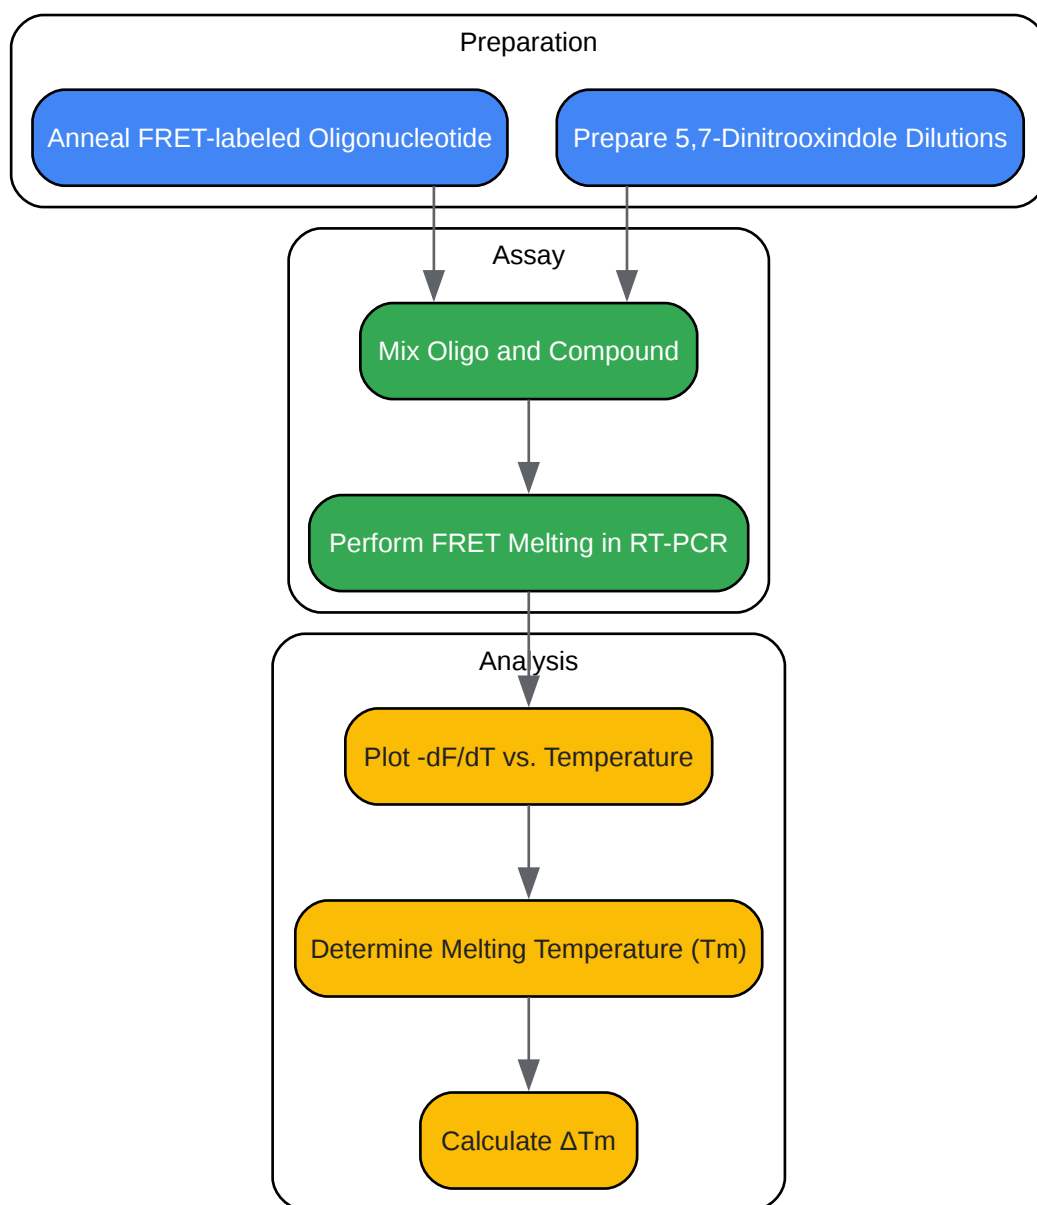 Preparation
Anneal FRET-labeled Oligonucleotide
Prepare 5,7-Dinitrooxindole Dilutions
Assay
Mix Oligo and Compound
Perform FRET Melting in RT-PCR
Analysis
Plot -dF/dT vs. Temperature
Determine Melting Temperature (Tm)
Calculate ΔTm